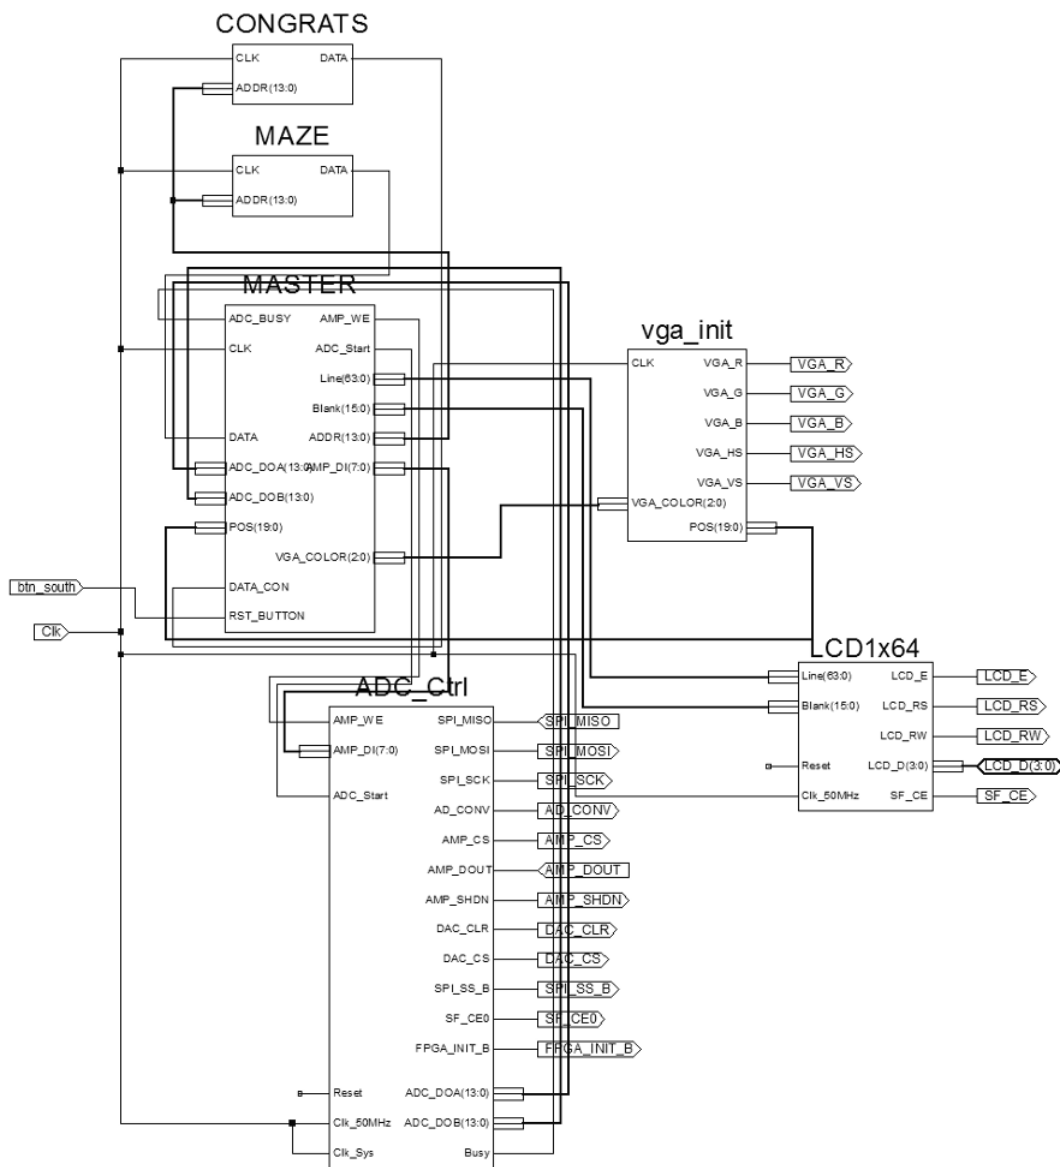 CONGRATS
CLK DATA
ADDR(13:0)
MAZE
CLK DATA
ADDR(13:0)
MASTER
ADC_BUSY AMP_WE
CLK ADC_Start
Line(63:0)
Blank(15:0)
DATA ADDR(13:0)
ADC_DOA(13:0) AMP_DI(7:0)
ADC_DOB(13:0)
POS(19:0)
VGA_COLOR(2:0)
DATA_CON
RST_BUTTON
btn_south
Clk
vga_init
CLK VGA_R VGA_R
VGA_G VGA_G
VGA_B VGA_B
VGA_HS VGA_HS
VGA_VS VGA_VS
VGA_COLOR(2:0)
POS(19:0)
LCD1x64
Line(63:0) LCD_E LCD_E
Blank(15:0) LCD_RS LCD_RS
LCD_RW LCD_RW
Reset LCD_D(3:0) LCD_D(3:0)
Clk_50MHz SF_CE SF_CE
ADC_Ctrl
AMP_WE SPI_MISO SPI_MISO
AMP_DI(7:0) SPI_MOSI SPI_MOSI
ADC_Start SPI_SCK SPI_SCK
AD_CONV AD_CONV
AMP_CS AMP_CS
AMP_DOUT AMP_DOUT
AMP_SHDN AMP_SHDN
DAC_CLR DAC_CLR
DAC_CS DAC_CS
SPI_SS_B SPI_SS_B
SF_CE0 SF_CE0
FPGA_INIT_B FPGA_INIT_B
Reset ADC_DOA(13:0)
Clk_50MHz ADC_DOB(13:0)
Clk_Sys Busy